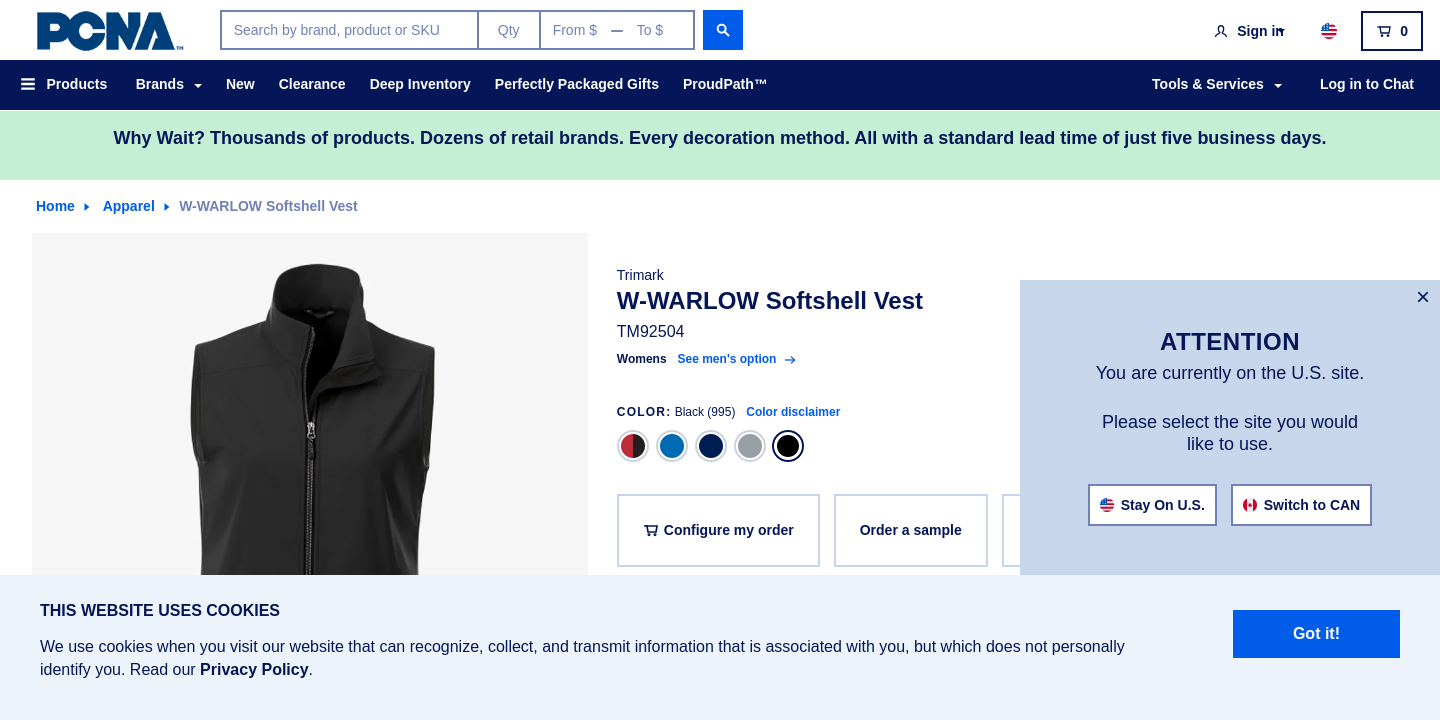 PCNA™
Search by brand, product or SKU
Qty
From $ — To $
Sign in
0
Products
Brands
New
Clearance
Deep Inventory
Perfectly Packaged Gifts
ProudPath™
Tools & Services
Log in to Chat
Why Wait? Thousands of products. Dozens of retail brands. Every decoration method. All with a standard lead time of just five business days.
Home
Apparel
W-WARLOW Softshell Vest
Trimark
W-WARLOW Softshell Vest
TM92504
Womens See men's option
COLOR: Black (995) Color disclaimer
Configure my order
Order a sample
ATTENTION
You are currently on the U.S. site.
Please select the site you would
like to use.
Stay On U.S.
Switch to CAN
THIS WEBSITE USES COOKIES
We use cookies when you visit our website that can recognize, collect, and transmit information that is associated with you, but which does not personally
identify you. Read our Privacy Policy.
Got it!